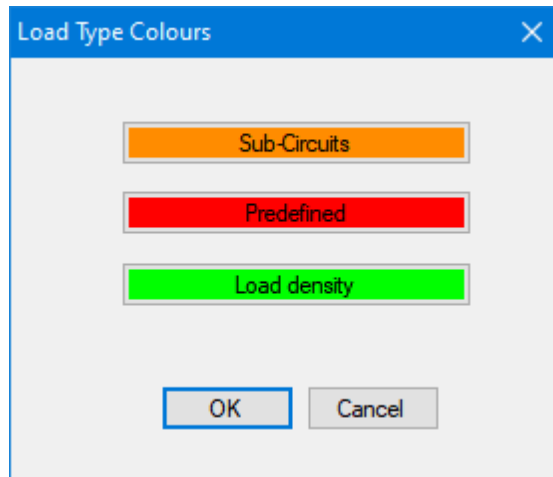 Load Type Colours
Sub-Circuits
Predefined
Load density
OK Cancel